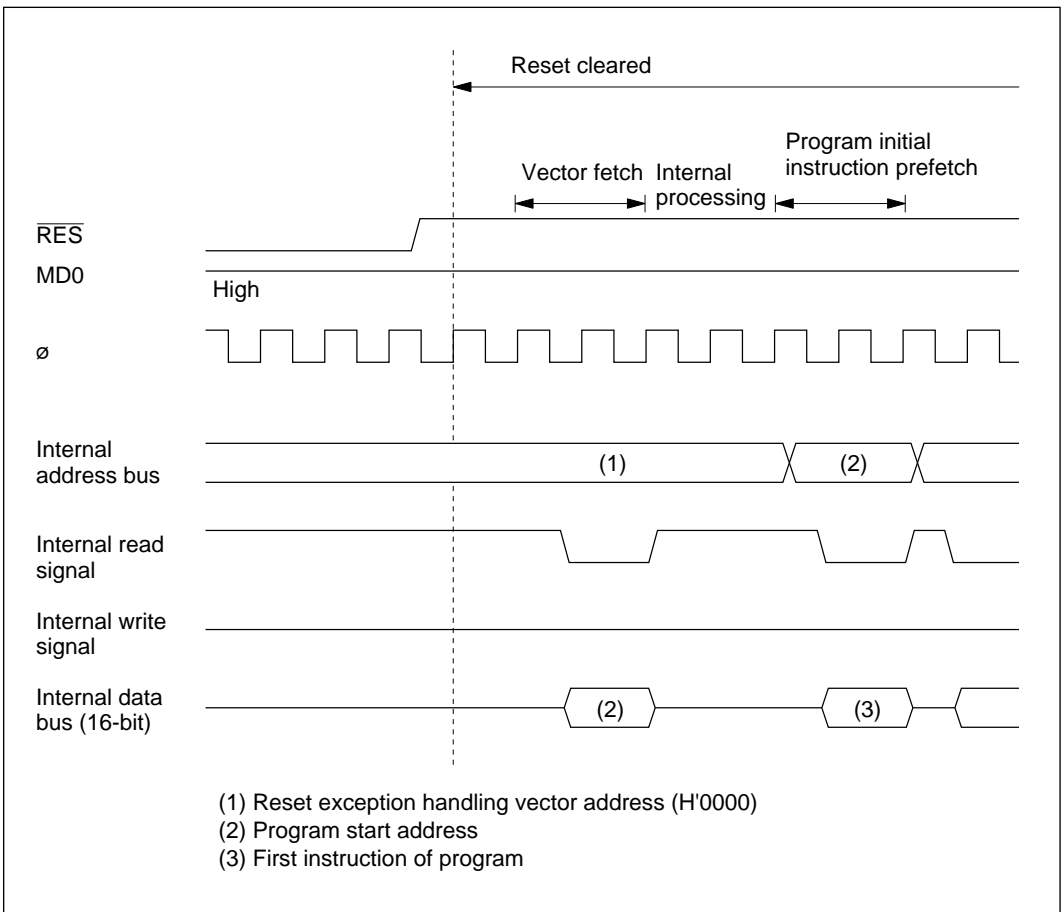 Reset cleared
Program initial
instruction prefetch
Vector fetch
Internal
processing
RES
MD0
High
ø
Internal
address bus
(1)
(2)
Internal read
signal
Internal write
signal
Internal data
bus (16-bit)
(2)
(3)
(1) Reset exception handling vector address (H'0000)
(2) Program start address
(3) First instruction of program